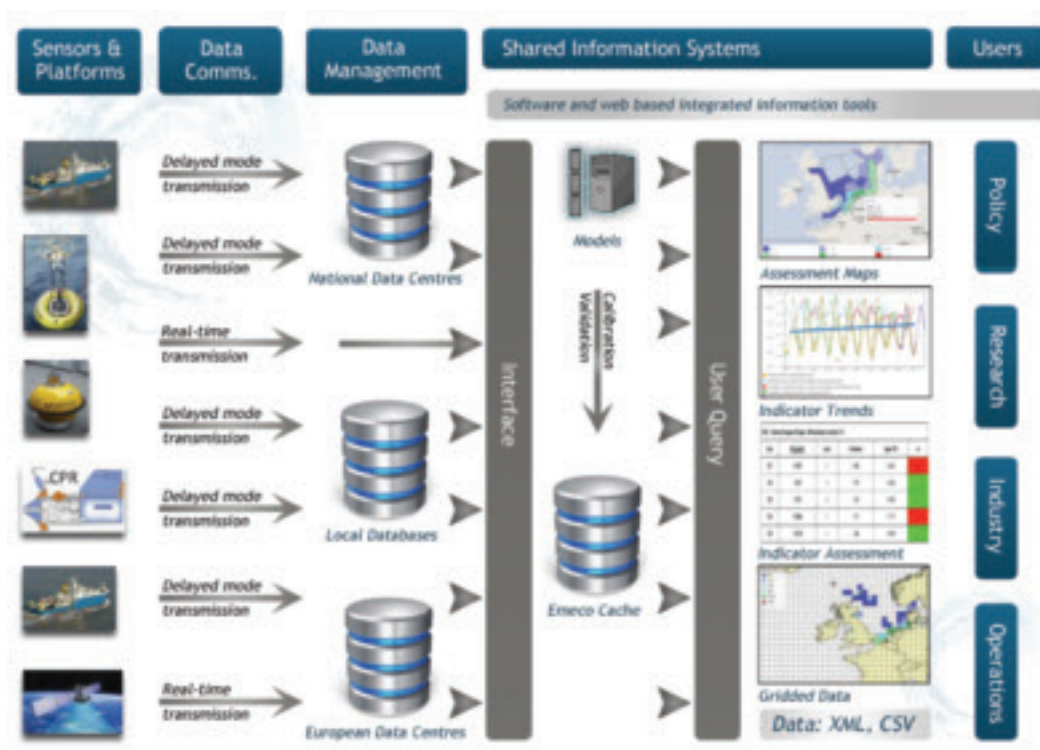 Sensors &
Platforms
Data
Comms.
Data
Management
Shared Information Systems
Users
Software and web based integrated information tools
Delayed mode
transmission
Delayed mode
transmission
Real-time
transmission
Delayed mode
transmission
CPR
Delayed mode
transmission
Delayed mode
transmission
Real-time
transmission
National Data Centres
Local Databases
European Data Centres
Interface
Models
Calibration
Validation
Emeco Cache
User Query
Assessment Maps
Indicator Trends
Indicator Assessment
Gridded Data
Data: XML, CSV
Policy
Research
Industry
Operations